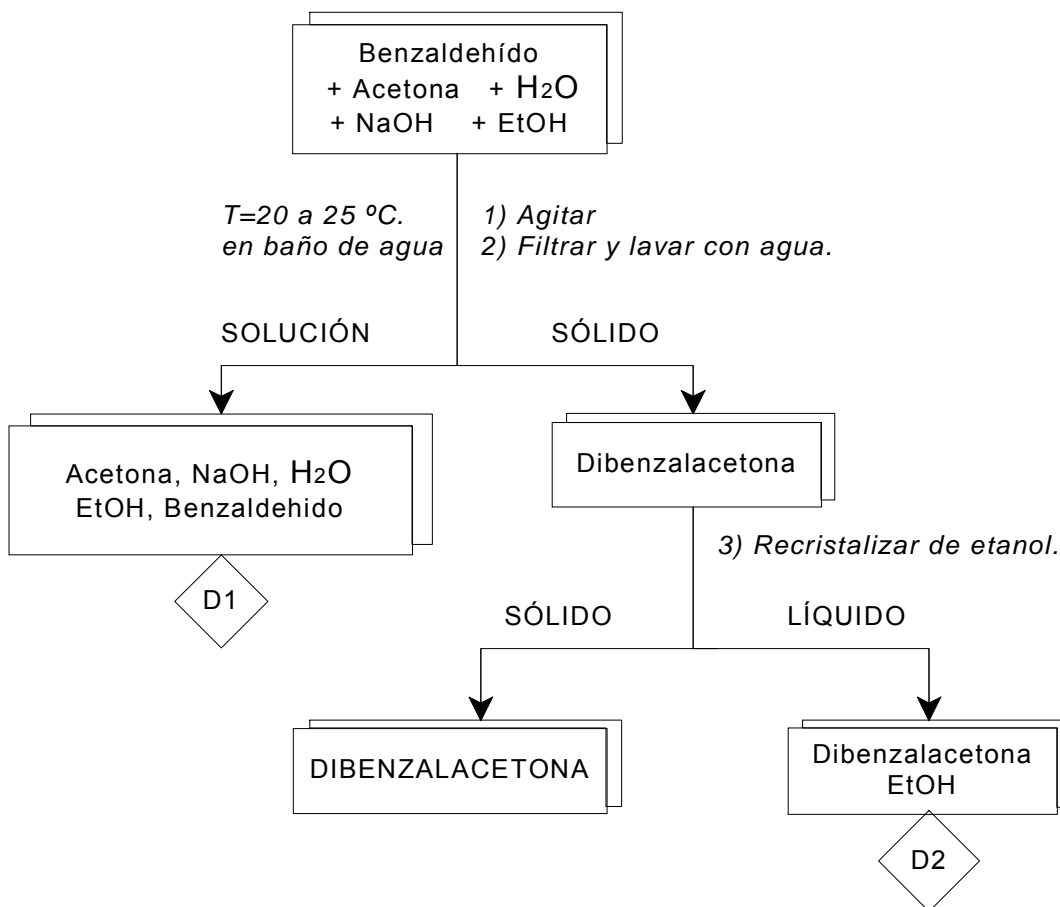 Benzaldehído
+ Acetona + H2O
+ NaOH + EtOH
T=20 a 25 ºC.
en baño de agua
1) Agitar
2) Filtrar y lavar con agua.
SOLUCIÓN
SÓLIDO
Acetona, NaOH, H2O
EtOH, Benzaldehido
Dibenzalacetona
D1
3) Recristalizar de etanol.
SÓLIDO
LÍQUIDO
DIBENZALACETONA
Dibenzalacetona
EtOH
D2